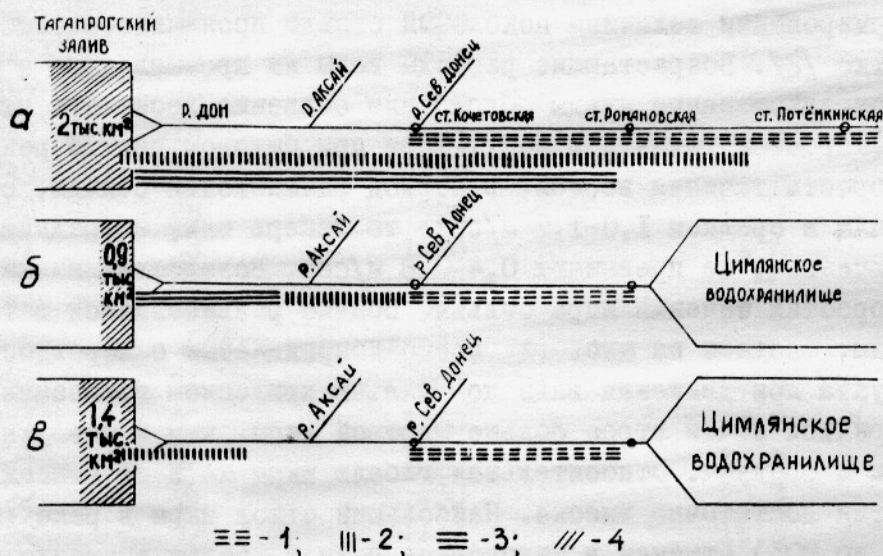 ТАГАНРОГСКИЙ
ЗАЛИВ
а
2 ТЫС. КМ²
р. ДОН
р. АКСАЙ
р. Сев. Донец
ст. Кочетовская
ст. Романовская
ст. Потёмкинская
б
0,9
ТЫС
КМ²
р. АКСАЙ
р. Сев. Донец
ЦИМЛЯНСКОЕ
ВОДОХРАНИЛИЩЕ
в
1.4
ТЫС.
КМ²
р. АКСАЙ
р. Сев. Донец
ЦИМЛЯНСКОЕ
ВОДОХРАНИЛИЩЕ
- 1; - 2; - 3; - 4